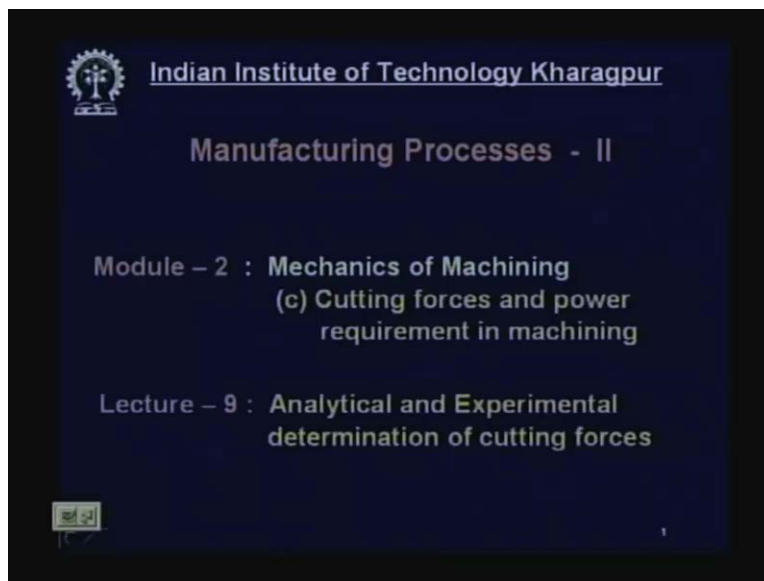 Indian Institute of Technology Kharagpur
Manufacturing Processes - II
Module – 2 : Mechanics of Machining
(c) Cutting forces and power
requirement in machining
Lecture – 9 : Analytical and Experimental
determination of cutting forces
1